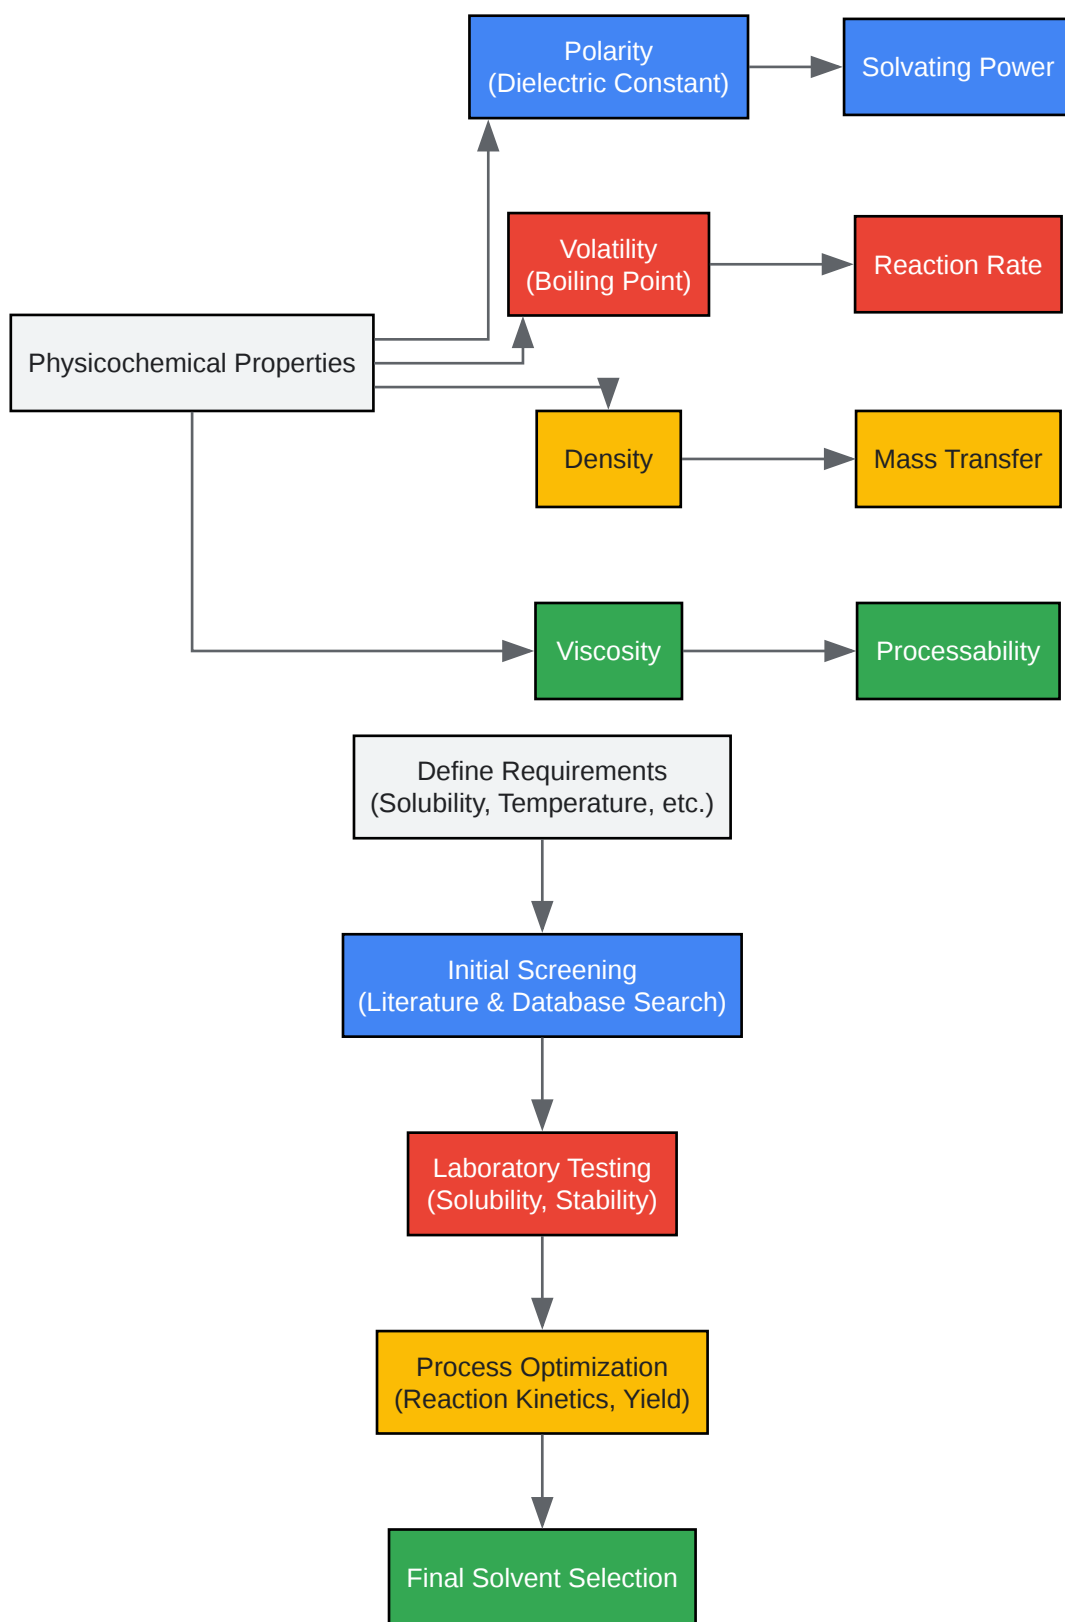 Polarity
(Dielectric Constant)
Solvating Power
Volatility
(Boiling Point)
Reaction Rate
Physicochemical Properties
Density
Mass Transfer
Viscosity
Processability
Define Requirements
(Solubility, Temperature, etc.)
Initial Screening
(Literature & Database Search)
Laboratory Testing
(Solubility, Stability)
Process Optimization
(Reaction Kinetics, Yield)
Final Solvent Selection